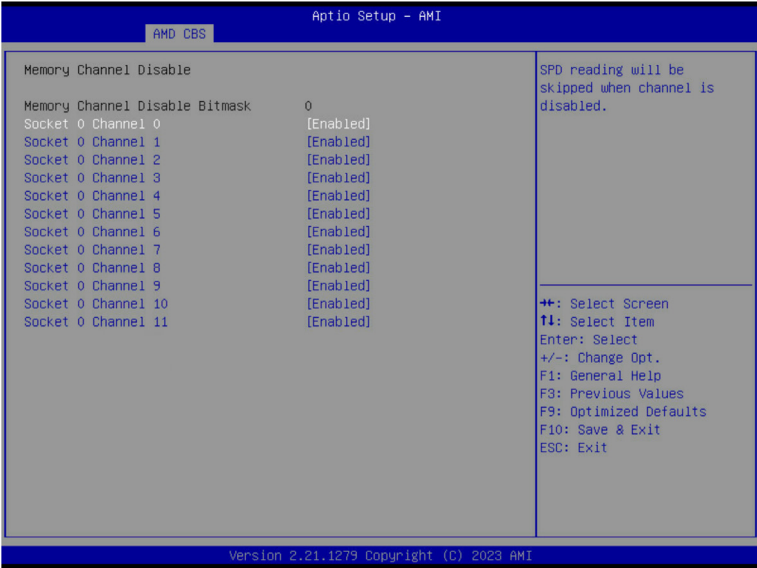 Aptio Setup – AMI
AMD CBS
Memory Channel Disable
Memory Channel Disable Bitmask 0
Socket 0 Channel 0 [Enabled]
Socket 0 Channel 1 [Enabled]
Socket 0 Channel 2 [Enabled]
Socket 0 Channel 3 [Enabled]
Socket 0 Channel 4 [Enabled]
Socket 0 Channel 5 [Enabled]
Socket 0 Channel 6 [Enabled]
Socket 0 Channel 7 [Enabled]
Socket 0 Channel 8 [Enabled]
Socket 0 Channel 9 [Enabled]
Socket 0 Channel 10 [Enabled]
Socket 0 Channel 11 [Enabled]
SPD reading will be
skipped when channel is
disabled.
→←: Select Screen
↑↓: Select Item
Enter: Select
+/-: Change Opt.
F1: General Help
F3: Previous Values
F9: Optimized Defaults
F10: Save & Exit
ESC: Exit
Version 2.21.1279 Copyright (C) 2023 AMI